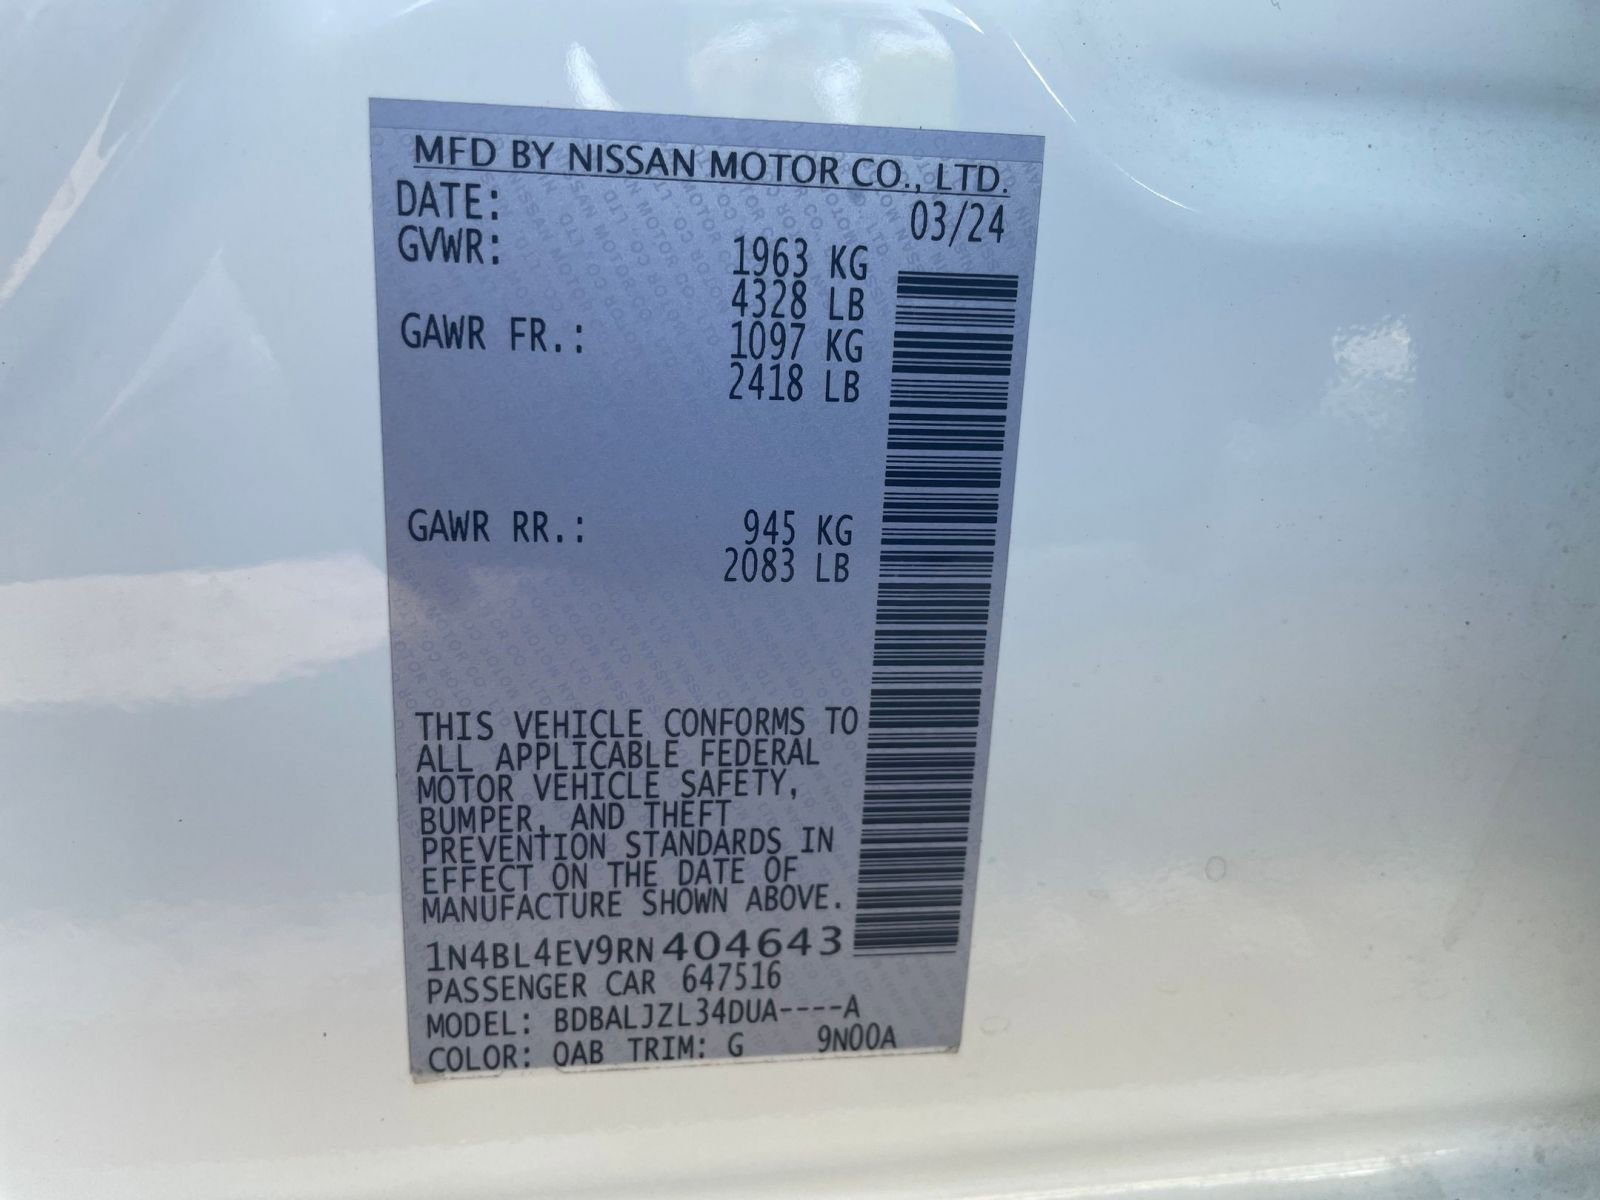 MFD BY NISSAN MOTOR CO., LTD.
DATE: 03/24
GVWR: 1963 KG
4328 LB
GAWR FR.: 1097 KG
2418 LB
GAWR RR.: 945 KG
2083 LB
THIS VEHICLE CONFORMS TO
ALL APPLICABLE FEDERAL
MOTOR VEHICLE SAFETY,
BUMPER, AND THEFT
PREVENTION STANDARDS IN
EFFECT ON THE DATE OF
MANUFACTURE SHOWN ABOVE.
1N4BL4EV9RN404643
PASSENGER CAR 647516
MODEL: BDBALJZL34DUA----A
COLOR: QAB TRIM: G 9N00A